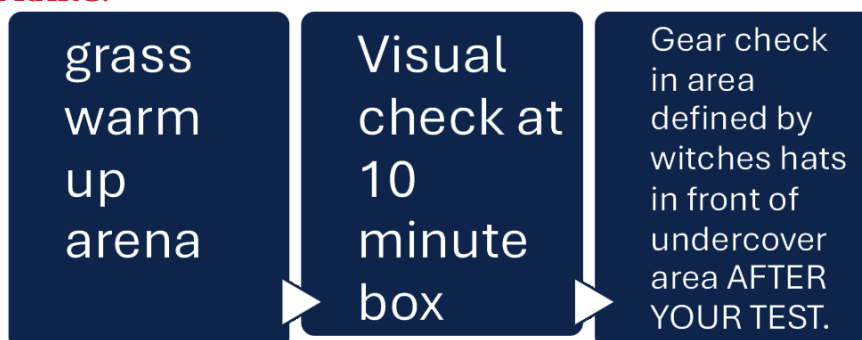 grass
warm
up
arena
Visual
check at
10
minute
box
Gear check
in area
defined by
witches hats
in front of
undercover
area AFTER
YOUR TEST.